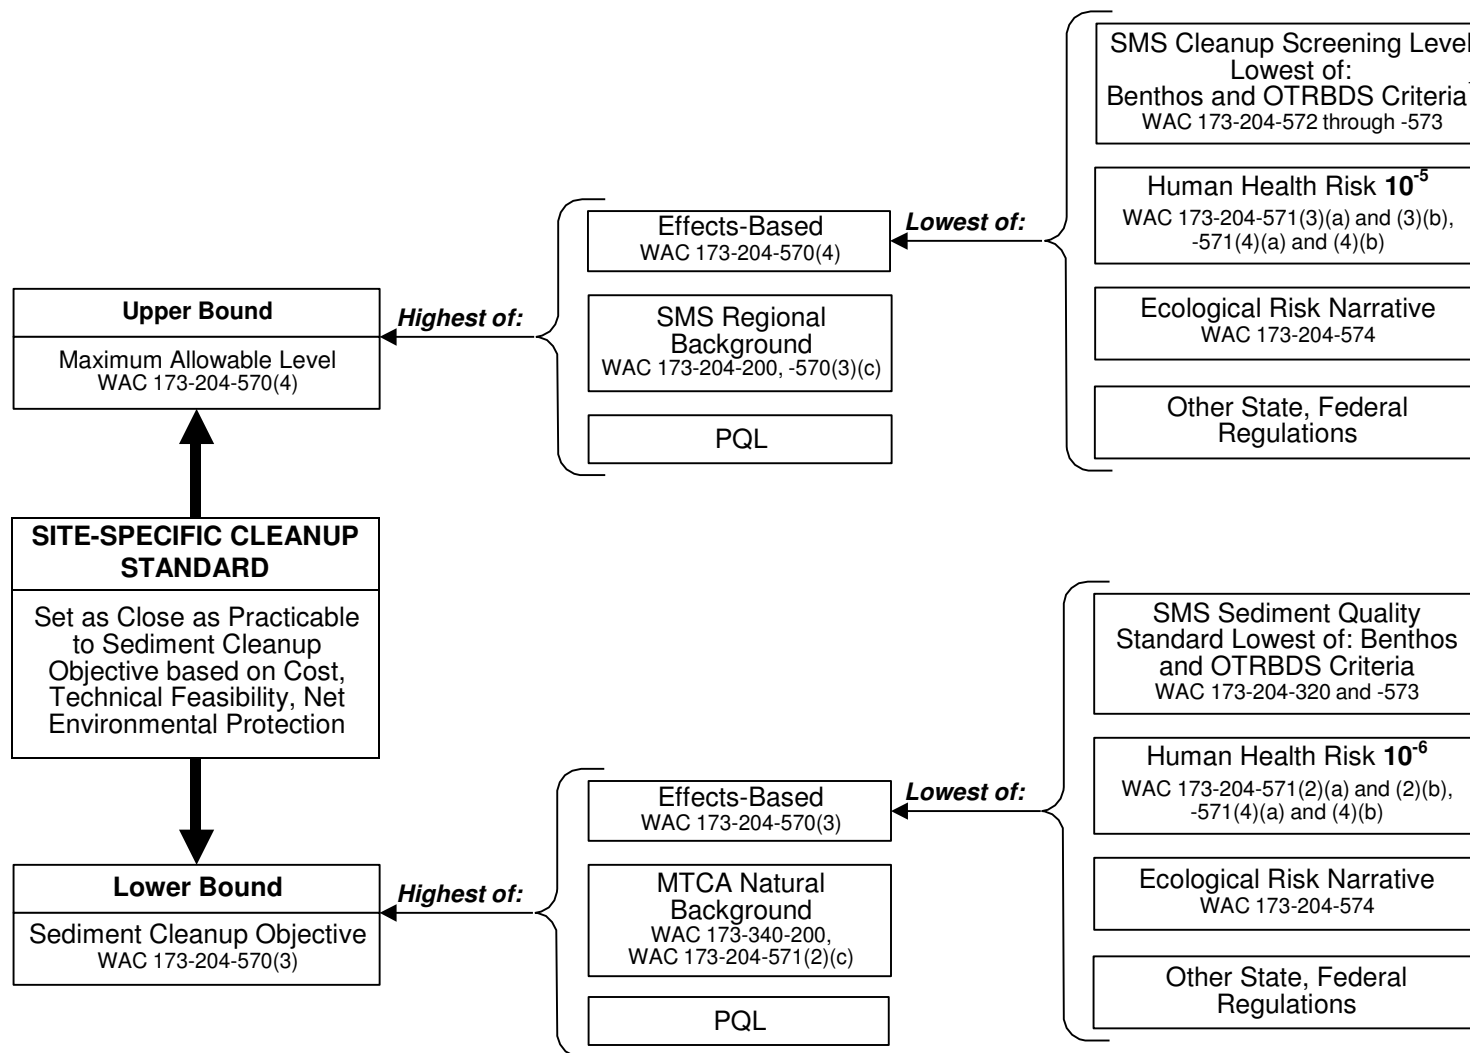 SMS Cleanup Screening Level
Lowest of:
Benthos and OTRBDS Criteria
WAC 173-204-572 through -573
Human Health Risk 10-5
WAC 173-204-571(3)(a) and (3)(b),
-571(4)(a) and (4)(b)
Ecological Risk Narrative
WAC 173-204-574
Other State, Federal
Regulations
Lowest of:
Effects-Based
WAC 173-204-570(4)
SMS Regional
Background
WAC 173-204-200, -570(3)(c)
PQL
Highest of:
Upper Bound
Maximum Allowable Level
WAC 173-204-570(4)
SITE-SPECIFIC CLEANUP
STANDARD
Set as Close as Practicable
to Sediment Cleanup
Objective based on Cost,
Technical Feasibility, Net
Environmental Protection
SMS Sediment Quality
Standard Lowest of: Benthos
and OTRBDS Criteria
WAC 173-204-320 and -573
Human Health Risk 10-6
WAC 173-204-571(2)(a) and (2)(b),
-571(4)(a) and (4)(b)
Ecological Risk Narrative
WAC 173-204-574
Other State, Federal
Regulations
Lowest of:
Effects-Based
WAC 173-204-570(3)
MTCA Natural
Background
WAC 173-340-200,
WAC 173-204-571(2)(c)
PQL
Highest of:
Lower Bound
Sediment Cleanup Objective
WAC 173-204-570(3)